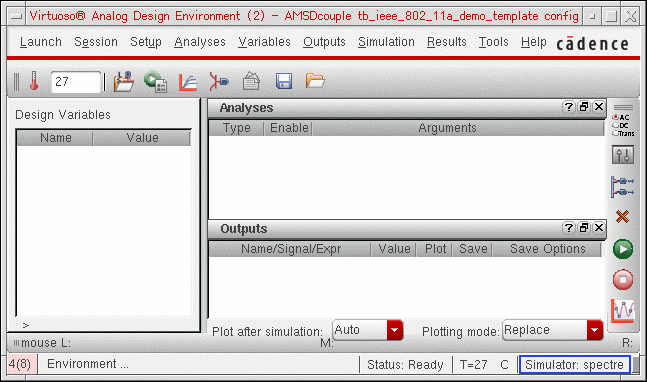 Virtuoso® Analog Design Environment (2) - AMSDcouple tb_ieee_802_11a_demo_template config
Launch Session Setup Analyses Variables Outputs Simulation Results Tools Help cādence
27
Design Variables
Name Value
>
Analyses
Type Enable Arguments
Outputs
Name/Signal/Expr Value Plot Save Save Options
Plot after simulation: Auto Plotting mode: Replace
AC
DC
Trans
mouse L: M: R:
4(8) Environment ... Status: Ready T=27 C Simulator: spectre